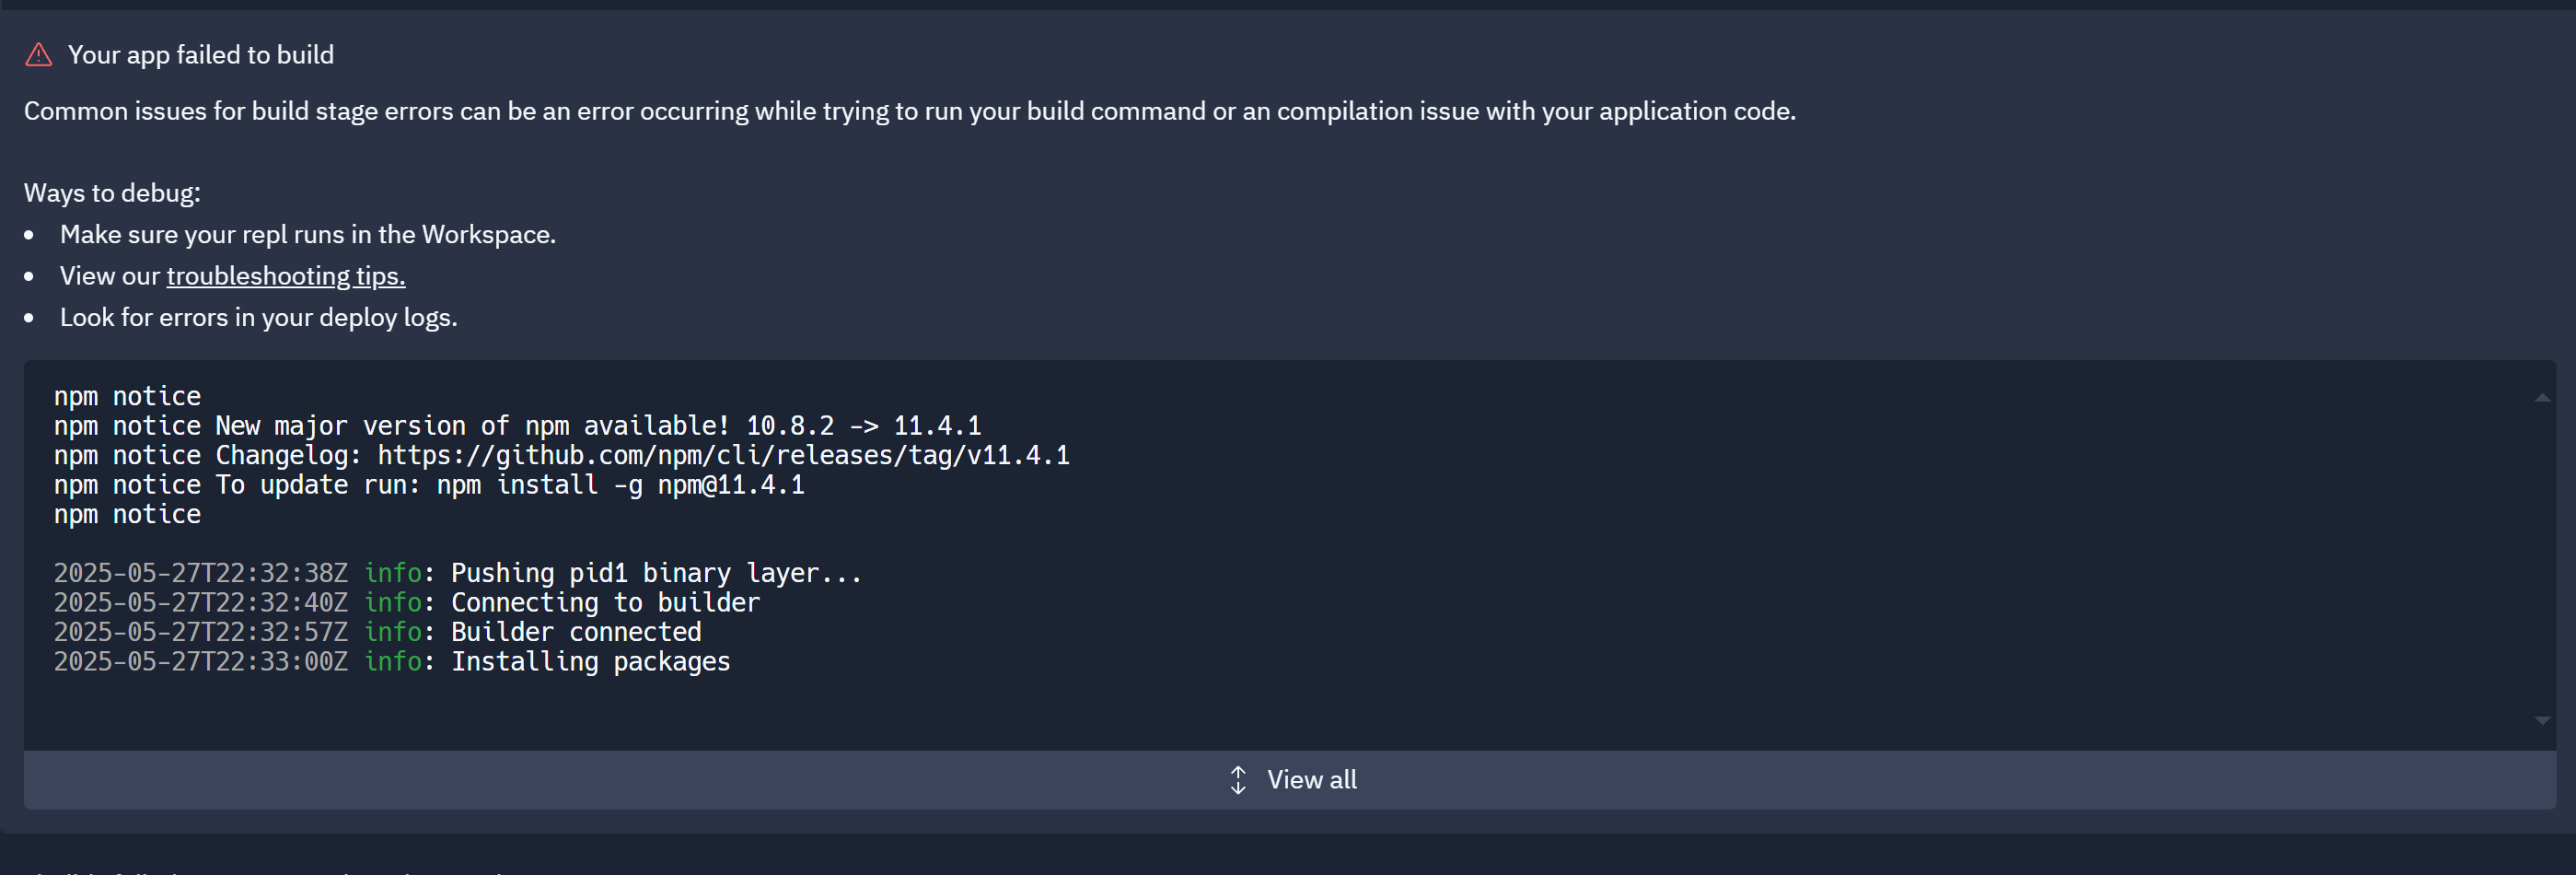 Your app failed to build
Common issues for build stage errors can be an error occurring while trying to run your build command or an compilation issue with your application code.
Ways to debug:
• Make sure your repl runs in the Workspace.
• View our troubleshooting tips.
• Look for errors in your deploy logs.
npm notice
npm notice New major version of npm available! 10.8.2 -> 11.4.1
npm notice Changelog: https://github.com/npm/cli/releases/tag/v11.4.1
npm notice To update run: npm install -g npm@11.4.1
npm notice
2025-05-27T22:32:38Z info: Pushing pid1 binary layer...
2025-05-27T22:32:40Z info: Connecting to builder
2025-05-27T22:32:57Z info: Builder connected
2025-05-27T22:33:00Z info: Installing packages
View all